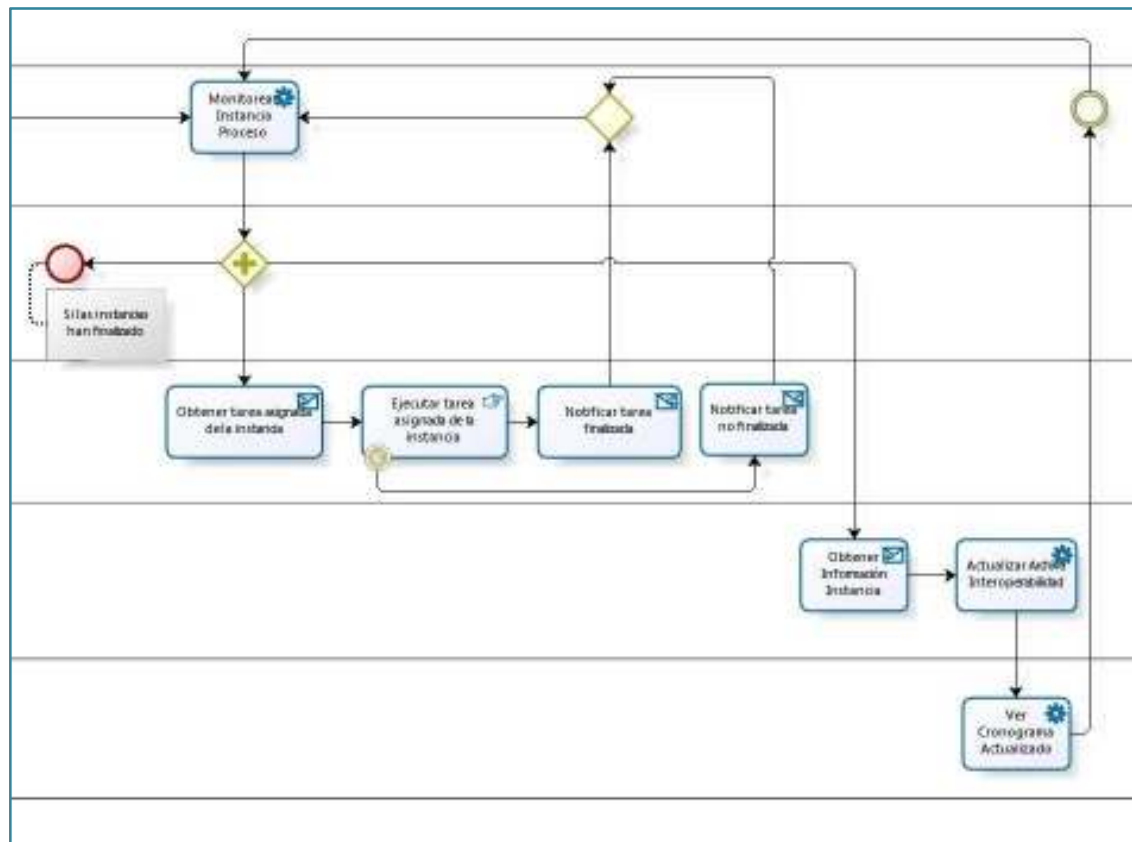 Monitorea
Instancia
Proceso
Si las instancias
han finalizado
Obtener tarea asignada
de la instancia
Ejecutar tarea
asignada de la
instancia
Notificar tarea
finalizada
Notificar tarea
no finalizada
Obtener
Información
Instancia
Actualizar
Interoperabilidad
Ver
Cronograma
Actualizado